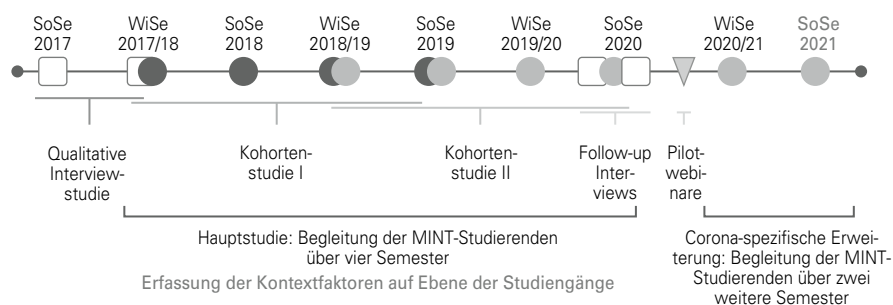 SoSe 2017
WiSe 2017/18
SoSe 2018
WiSe 2018/19
SoSe 2019
WiSe 2019/20
SoSe 2020
WiSe 2020/21
SoSe 2021
Qualitative
Interview-
studie
Kohorten-
studie I
Kohorten-
studie II
Follow-up
Inter-
views
Pilot-
webi-
nare
Hauptstudie: Begleitung der MINT-Studierenden
über vier Semester
Erfassung der Kontextfaktoren auf Ebene der Studiengänge
Corona-spezifische Erwei-
terung: Begleitung der MINT-
Studierenden über zwei
weitere Semester